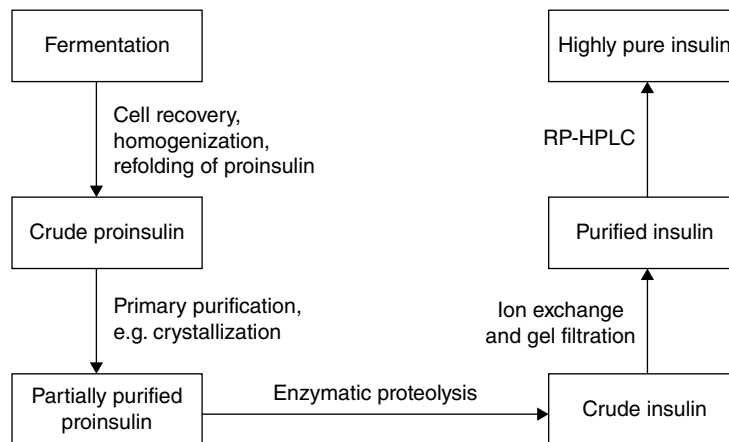 Fermentation
Cell recovery,
homogenization,
refolding of proinsulin
Crude proinsulin
Primary purification,
e.g. crystallization
Partially purified
proinsulin
Enzymatic proteolysis
Crude insulin
Ion exchange
and gel filtration
Purified insulin
RP-HPLC
Highly pure insulin